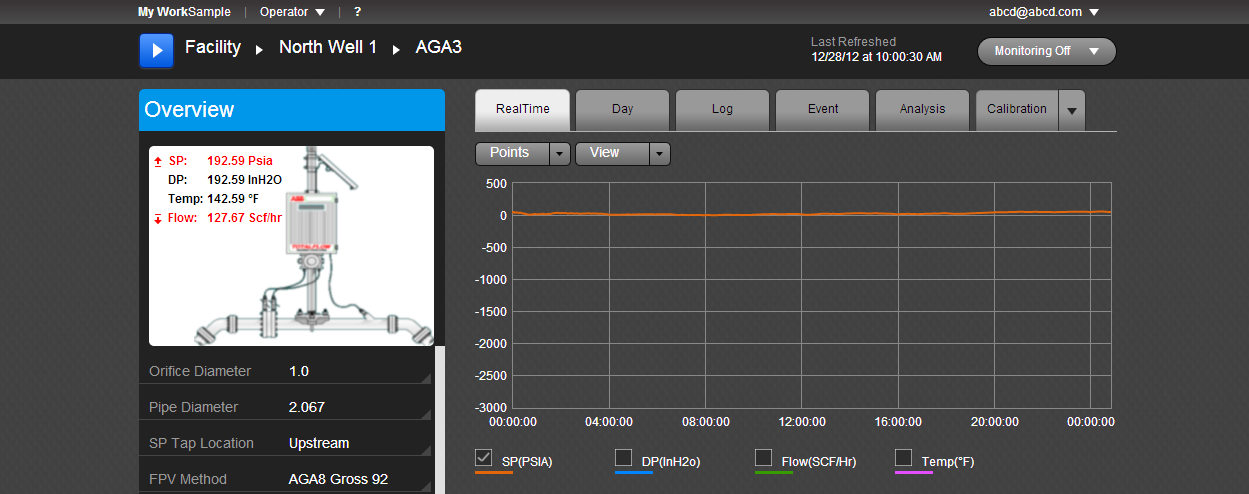 My WorkSample | Operator | ? abcd@abcd.com
Facility North Well 1 AGA3
Last Refreshed
12/28/12 at 10:00:30 AM
Monitoring Off
Overview
SP: 192.59 Psia
DP: 192.59 InH2O
Temp: 142.59 °F
Flow: 127.67 Scf/hr
ABB
TOTALFLOW
Orifice Diameter 1.0
Pipe Diameter 2.067
SP Tap Location Upstream
FPV Method AGA8 Gross 92
RealTime Day Log Event Analysis Calibration
Points View
500
0
-500
-1000
-1500
-2000
-2500
-3000
00:00:00 04:00:00 08:00:00 12:00:00 16:00:00 20:00:00 00:00:00
SP(PSIA) DP(InH2o) Flow(SCF/Hr) Temp(°F)